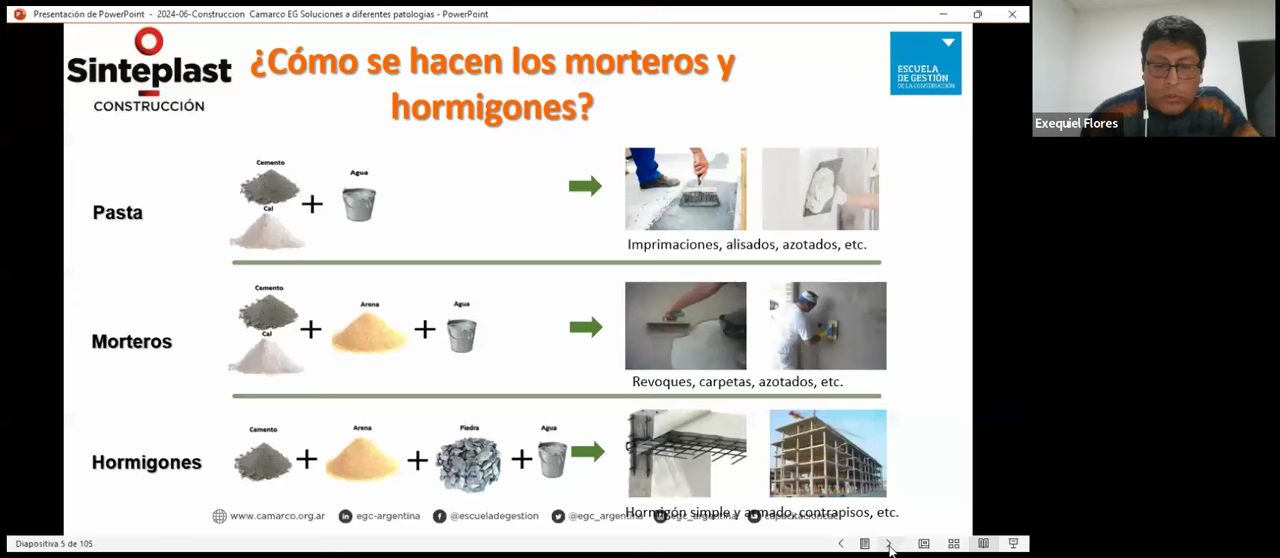 Presentación de PowerPoint - 2024-06-Construccion Camarco EG Soluciones a diferentes patologias - PowerPoint
Sinteplast
CONSTRUCCIÓN
¿Cómo se hacen los morteros y
hormigones?
ESCUELA
DE GESTIÓN
DE LA CONSTRUCCIÓN
Exequiel Flores
Pasta
Cemento
Cal
+
Agua
Imprimaciones, alisados, azotados, etc.
Morteros
Cemento
Cal
+
Arena
+
Agua
Revoques, carpetas, azotados, etc.
Hormigones
Cemento
+
Arena
+
Piedra
+
Agua
Hormigón simple y armado, contrapisos, etc.
www.camarco.org.ar
egc-argentina
@escueladegestion
@egc_argentina
Diapositiva 5 de 105